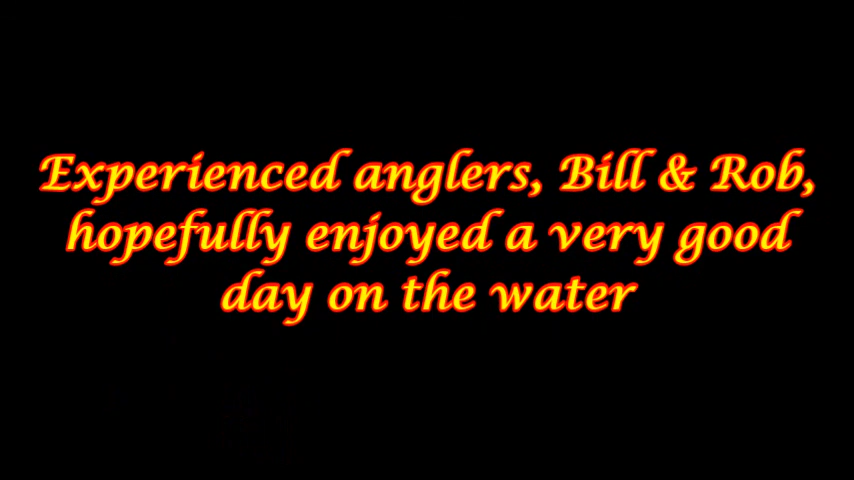 Experienced anglers, Bill & Rob,
hopefully enjoyed a very good
day on the water